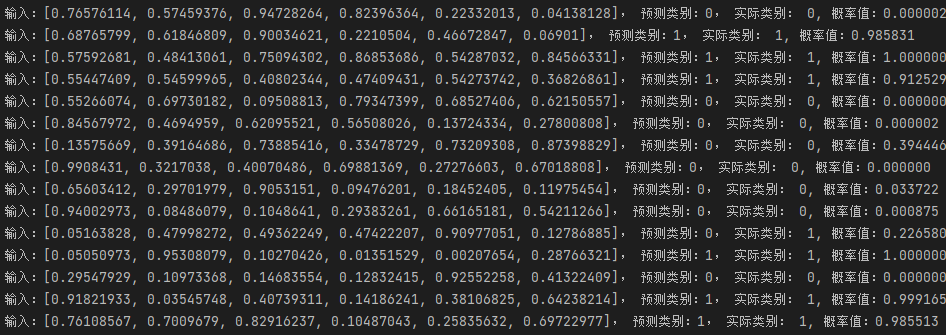 输入：[0.76576114, 0.57459376, 0.94728264, 0.82396364, 0.22332013, 0.04138128]， 预测类别：0， 实际类别： 0, 概率值：0.000002
输入：[0.68765799, 0.61846809, 0.90034621, 0.2210504, 0.46672847, 0.06901]， 预测类别：1， 实际类别： 1, 概率值：0.985831
输入：[0.57592681, 0.48413061, 0.75094302, 0.86853686, 0.54287032, 0.84566331]， 预测类别：1， 实际类别： 1, 概率值：1.000000
输入：[0.55447409, 0.54599965, 0.40802344, 0.47409431, 0.54273742, 0.36826861]， 预测类别：1， 实际类别： 1, 概率值：0.912529
输入：[0.55266074, 0.69730182, 0.09508813, 0.79347399, 0.68527406, 0.62150557]， 预测类别：0， 实际类别： 0, 概率值：0.000000
输入：[0.84567972, 0.4694959, 0.62095521, 0.56508026, 0.13724334, 0.27800808]， 预测类别：0， 实际类别： 0, 概率值：0.000002
输入：[0.13575669, 0.39164686, 0.73885416, 0.33478729, 0.73209308, 0.87398829]， 预测类别：0， 实际类别： 0, 概率值：0.394446
输入：[0.9908431, 0.3217038, 0.40070486, 0.69881369, 0.27276603, 0.67018808]， 预测类别：0， 实际类别： 0, 概率值：0.000000
输入：[0.65603412, 0.29701979, 0.9053151, 0.09476201, 0.18452405, 0.11975454]， 预测类别：0， 实际类别： 0, 概率值：0.033722
输入：[0.94002973, 0.08486079, 0.1048641, 0.29383261, 0.66165181, 0.54211266]， 预测类别：0， 实际类别： 0, 概率值：0.000875
输入：[0.05163828, 0.47998272, 0.49362249, 0.47422207, 0.90977051, 0.12786885]， 预测类别：0， 实际类别： 1, 概率值：0.226580
输入：[0.05050973, 0.95308079, 0.10270426, 0.01351529, 0.00207654, 0.28766321]， 预测类别：1， 实际类别： 1, 概率值：1.000000
输入：[0.29547929, 0.10973368, 0.14683554, 0.12832415, 0.92552258, 0.41322409]， 预测类别：0， 实际类别： 0, 概率值：0.000000
输入：[0.91821933, 0.03545748, 0.40739311, 0.14186241, 0.38106825, 0.64238214]， 预测类别：1， 实际类别： 1, 概率值：0.999165
输入：[0.76108567, 0.7009679, 0.82916237, 0.10487043, 0.25835632, 0.69722977]， 预测类别：1， 实际类别： 1, 概率值：0.985513